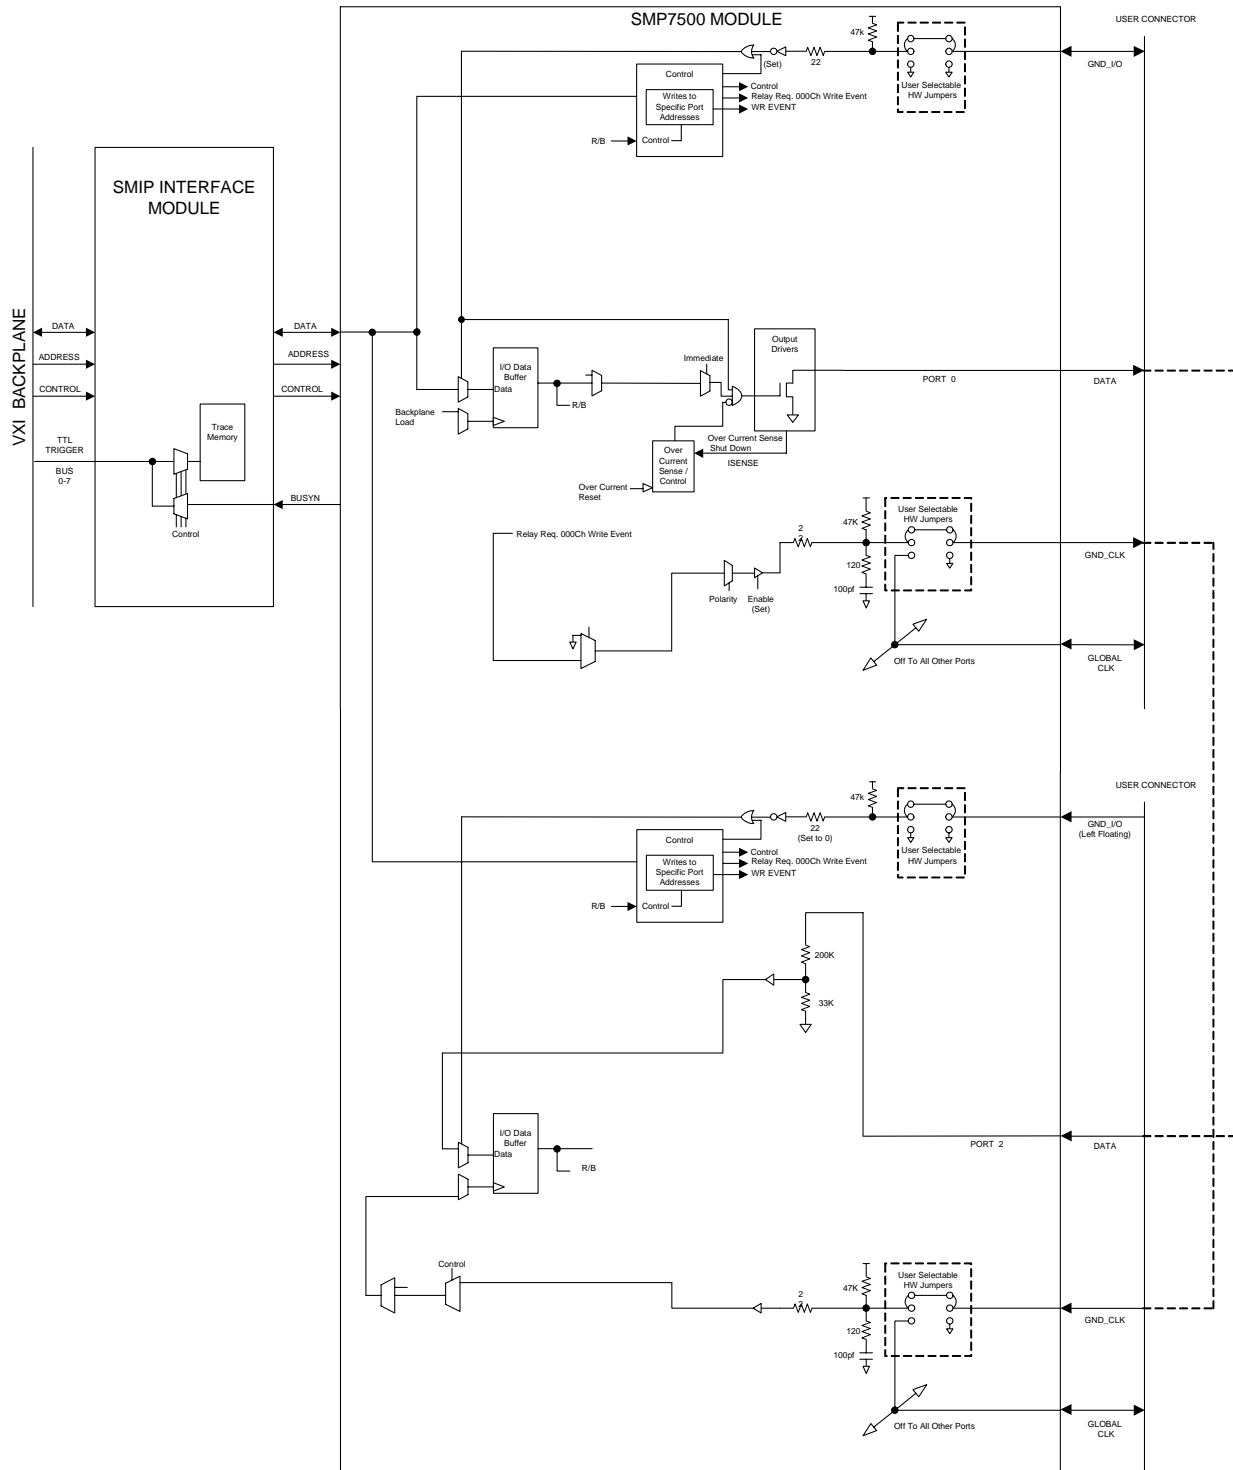 SMP7500 MODULE
USER CONNECTOR
47k
(Set)
22
GND_I/O
User Selectable
HW Jumpers
Control
Writes to
Specific Port
Addresses
Control
Relay Req. 000Ch Write Event
WR EVENT
R/B
Control
SMIP INTERFACE
MODULE
VXI BACKPLANE
DATA
ADDRESS
CONTROL
TTL
TRIGGER
BUS
0-7
Trace
Memory
Control
DATA
ADDRESS
CONTROL
BUSYN
I/O Data
Buffer
Data
R/B
Backplane
Load
Immediate
Output
Drivers
PORT 0
DATA
Over Current Sense
Shut Down
ISENSE
Over
Current
Sense /
Control
Over Current
Reset
Relay Req. 000Ch Write Event
Polarity
Enable
(Set)
2
2
47K
120
100pf
User Selectable
HW Jumpers
GND_CLK
Off To All Other Ports
GLOBAL
CLK
USER CONNECTOR
47k
22
(Set to 0)
GND_I/O
(Left Floating)
User Selectable
HW Jumpers
Control
Writes to
Specific Port
Addresses
Control
Relay Req. 000Ch Write Event
WR EVENT
R/B
Control
200K
33K
I/O Data
Buffer
Data
R/B
PORT 2
DATA
Control
2
2
47K
120
100pf
User Selectable
HW Jumpers
GND_CLK
Off To All Other Ports
GLOBAL
CLK